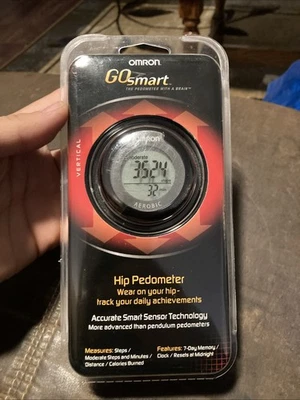 OMRON
GOsmart
THE PEDOMETER WITH A BRAIN™
VERTICAL
OMRON
Moderate
3524
32
AEROBIC
Hip Pedometer
Wear on your hip-
track your daily achievements
Accurate Smart Sensor Technology
More advanced than pendulum pedometers
Measures: Steps /
Moderate Steps and Minutes /
Distance / Calories Burned
Features: 7-Day Memory /
Clock / Resets at Midnight